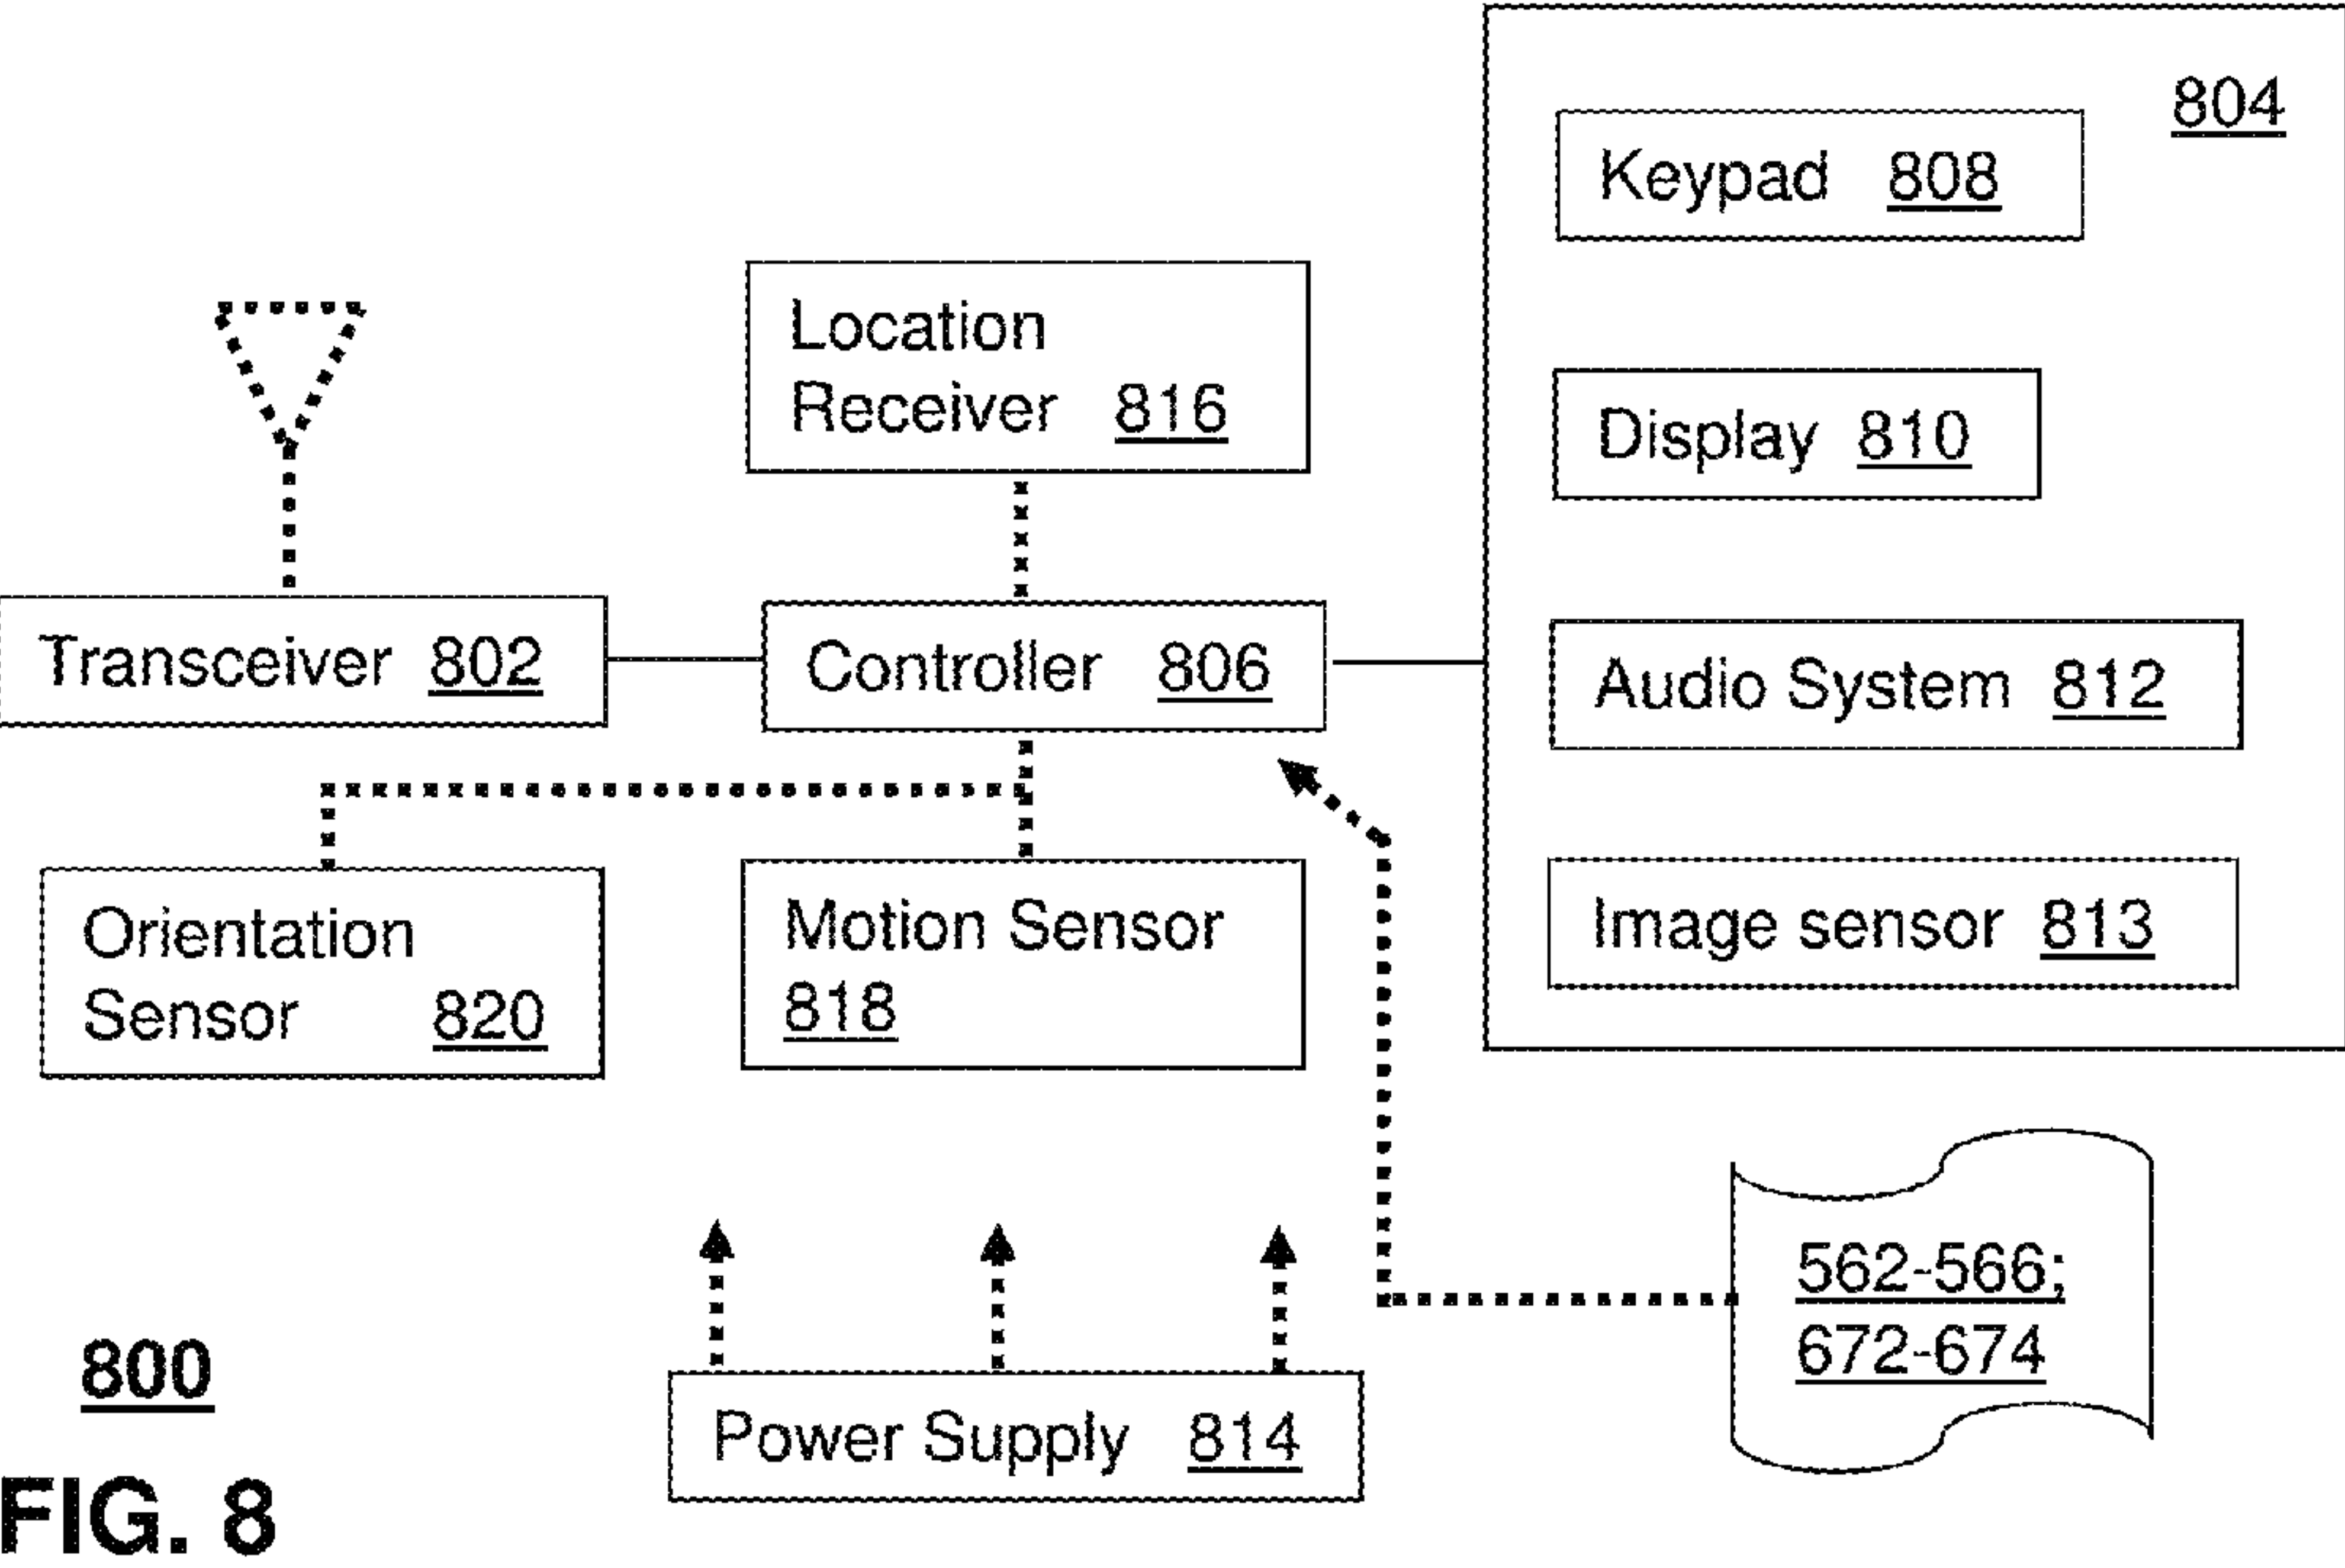 804
Keypad 808
Location
Receiver 816
Display 810
Transceiver 802
Controller 806
Audio System 812
Orientation
Sensor 820
Motion Sensor
818
Image sensor 813
562-566;
672-674
800
Power Supply 814
FIG. 8